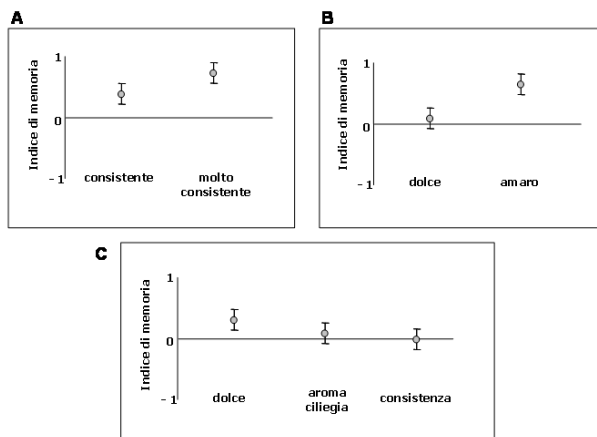 A
Indice di memoria
1
0
- 1
consistente
molto
consistente
B
Indice di memoria
1
0
- 1
dolce
amaro
C
Indice di memoria
1
0
- 1
dolce
aroma
ciliegia
consistenza